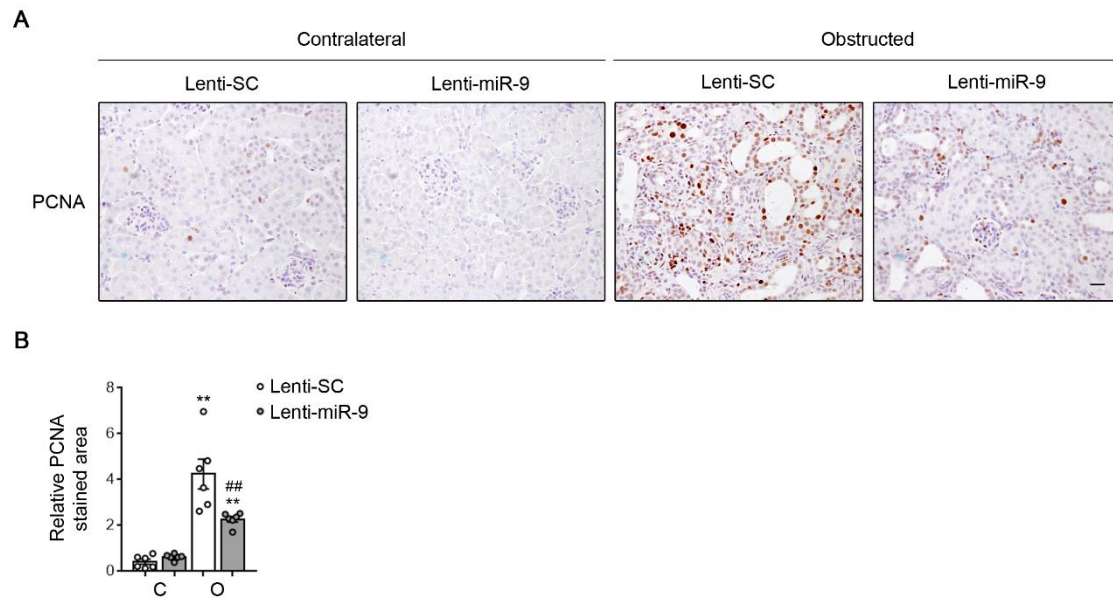 A
Contralateral
Obstructed
Lenti-SC
Lenti-miR-9
Lenti-SC
Lenti-miR-9
PCNA
B
Relative PCNA
stained area
8
6
4
2
0
**
##
**
Lenti-SC
Lenti-miR-9
C
O